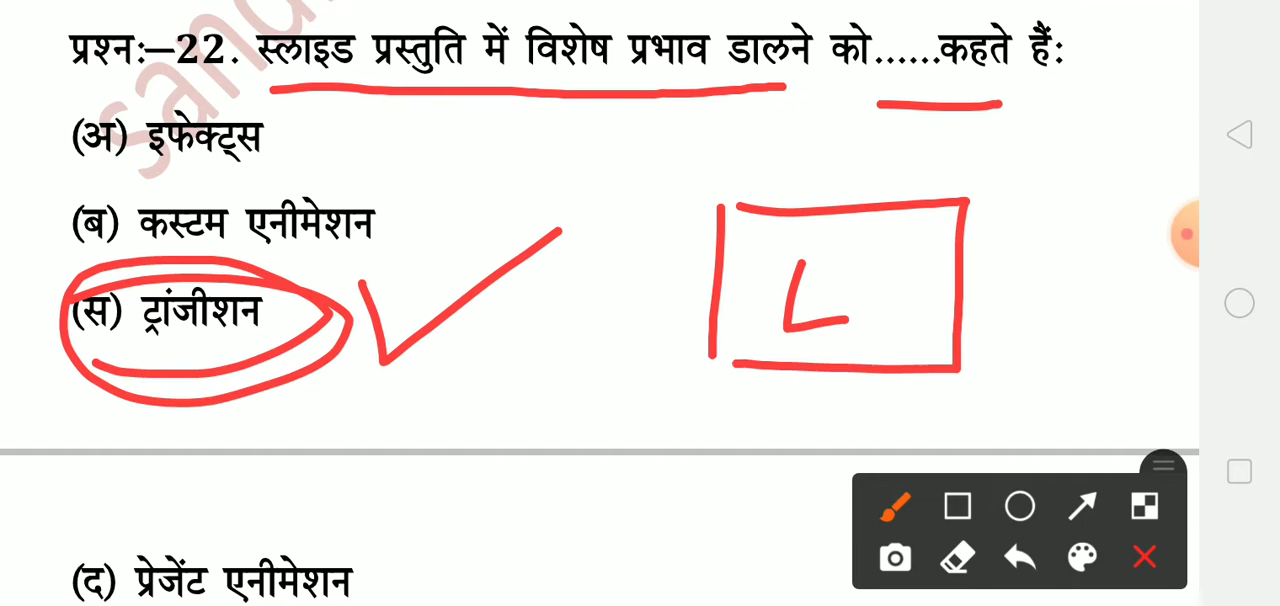 प्रश्नः–22. स्लाइड प्रस्तुति में विशेष प्रभाव डालने को......कहते हैं:
(अ) इफेक्ट्स
(ब) कस्टम एनीमेशन
(स) ट्रांजीशन
(द) प्रेजेंट एनीमेशन